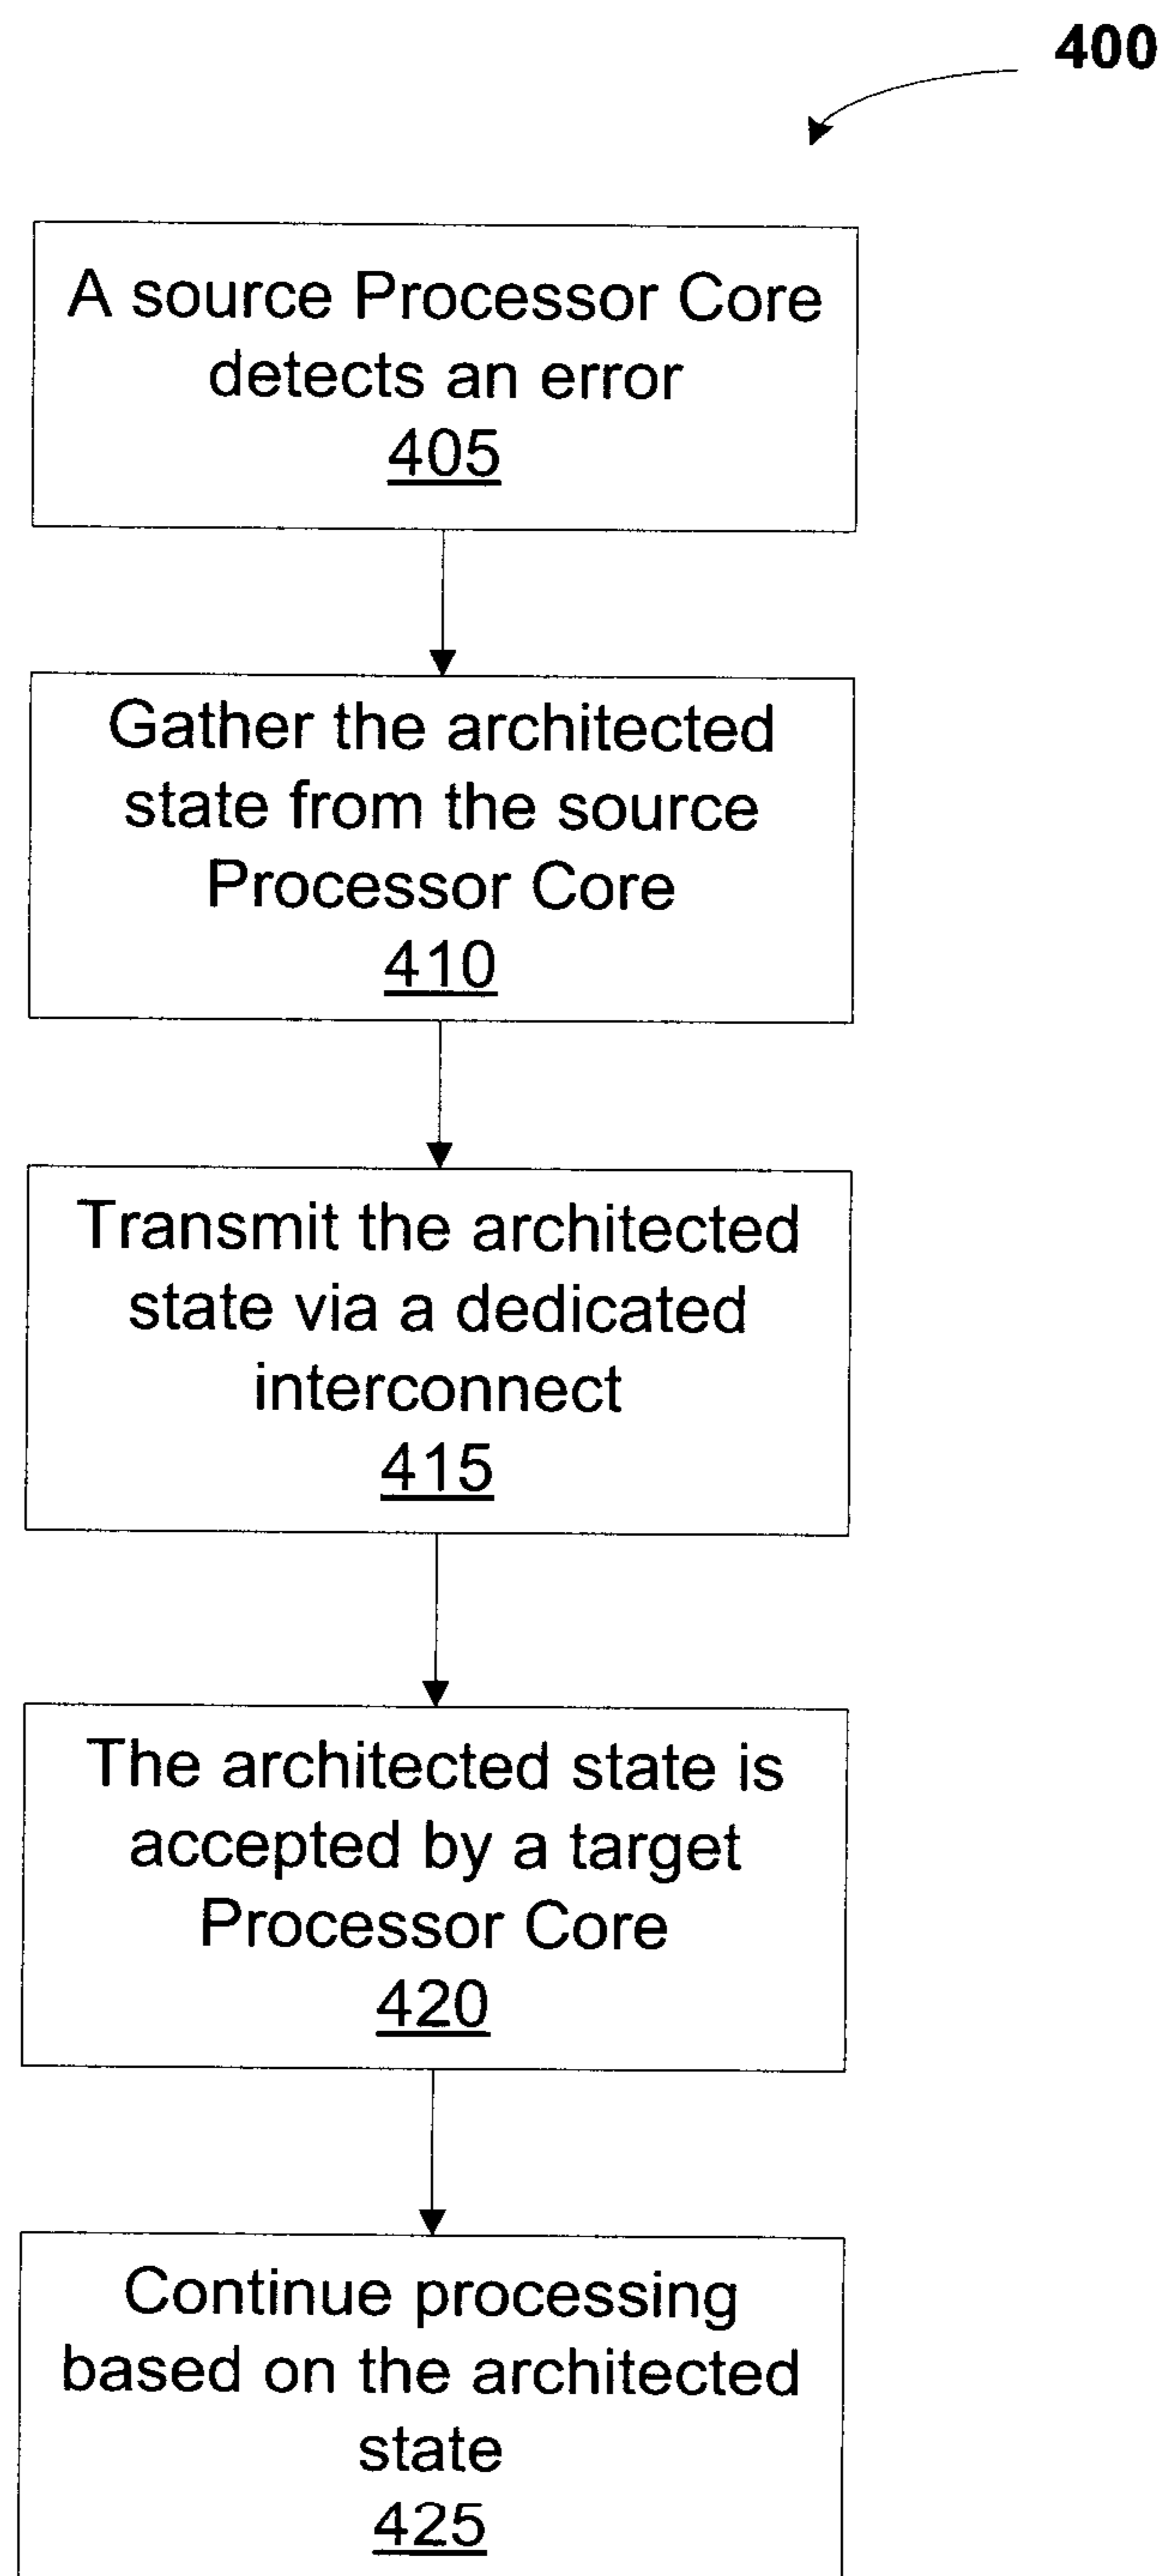 400
A source Processor Core
detects an error
405
Gather the architected
state from the source
Processor Core
410
Transmit the architected
state via a dedicated
interconnect
415
The architected state is
accepted by a target
Processor Core
420
Continue processing
based on the architected
state
425